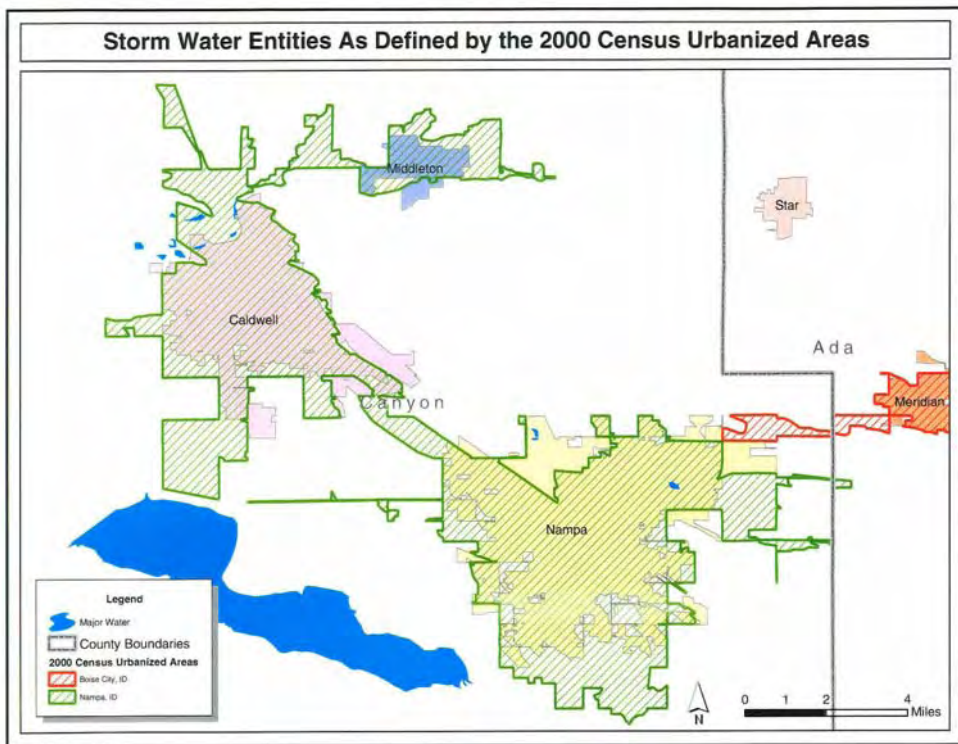 Storm Water Entities As Defined by the 2000 Census Urbanized Areas
Middleton
Star
Caldwell
Ada
Canyon
Meridian
Nampa
Legend
Major Water
County Boundaries
2000 Census Urbanized Areas
Boise City, ID
Nampa, ID
N
0 1 2 4
Miles